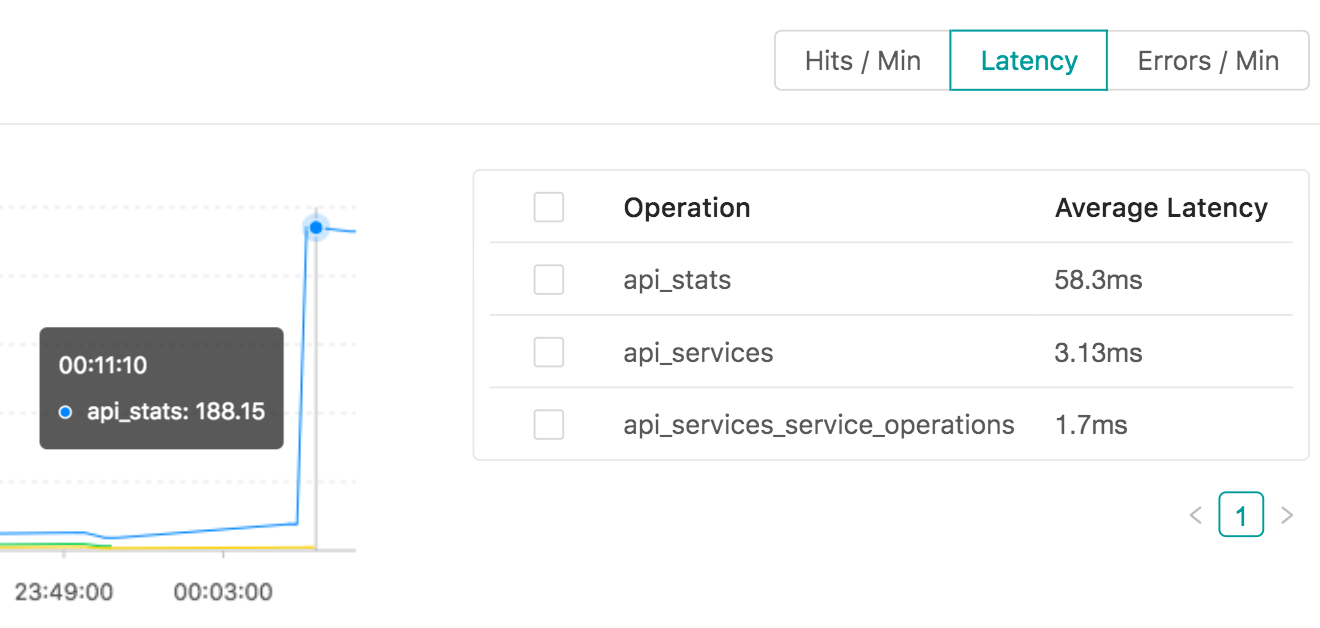 Hits / Min Latency Errors / Min
Operation Average Latency
api_stats 58.3ms
api_services 3.13ms
api_services_service_operations 1.7ms
< 1 >
00:11:10
api_stats: 188.15
23:49:00 00:03:00